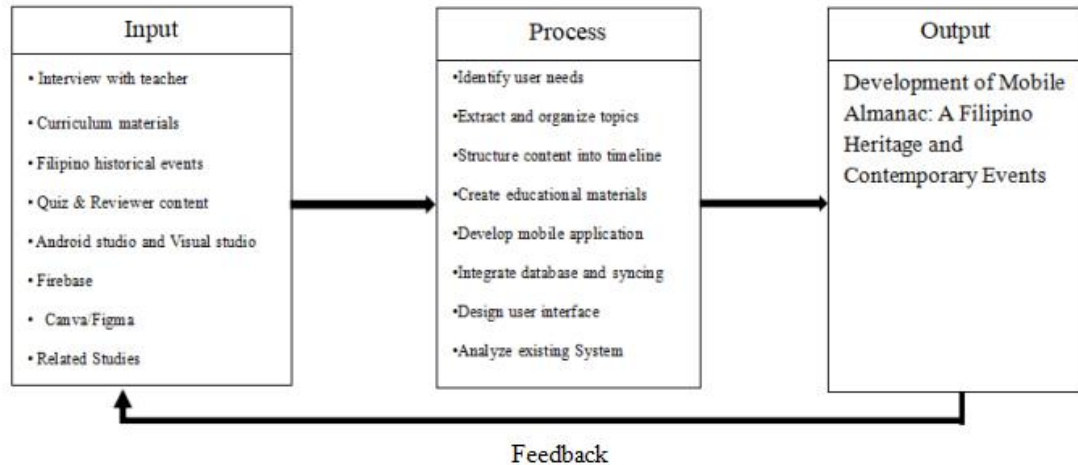 Input
• Interview with teacher
• Curriculum materials
• Filipino historical events
• Quiz & Reviewer content
• Android studio and Visual studio
• Firebase
• Canva/Figma
• Related Studies
Process
•Identify user needs
•Extract and organize topics
•Structure content into timeline
•Create educational materials
•Develop mobile application
•Integrate database and syncing
•Design user interface
•Analyze existing System
Output
Development of Mobile
Almanac: A Filipino
Heritage and
Contemporary Events
Feedback